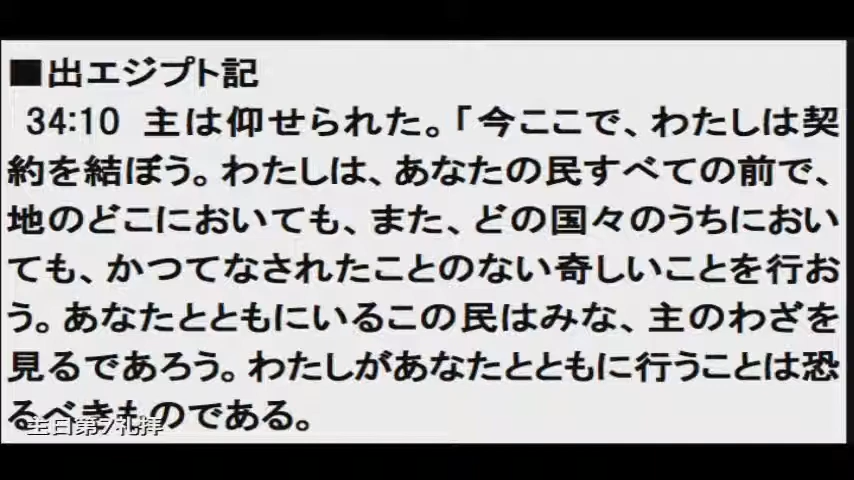 ■出エジプト記
34:10 主は仰せられた。「今ここで、わたしは契
約を結ぼう。わたしは、あなたの民すべての前で、
地のどこにおいても、また、どの国々のうちにおい
ても、かつてなされたことのない奇しいことを行お
う。あなたとともにいるこの民はみな、主のわざを
見るであろう。わたしがあなたとともに行うことは恐
るべきものである。
主日第7礼拝